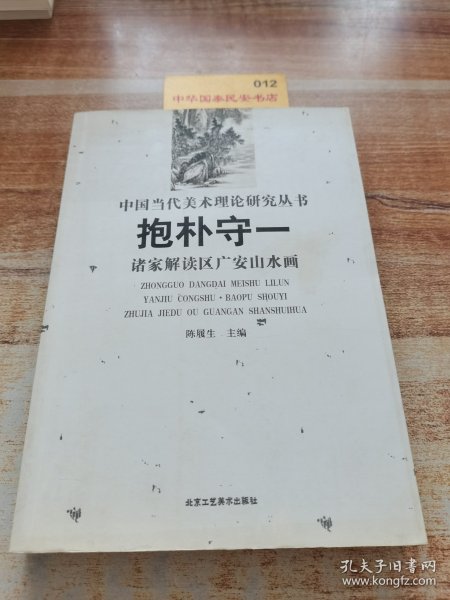 012
中华国泰民安书店
中国当代美术理论研究丛书
抱朴守一
诸家解读区广安山水画
ZHONGGUO DANGDAI MEISHU LILUN
YANJIU CONGSHU·BAOPU SHOUYI
ZHUJIA JIEDU OU GUANGAN SHANSHUIHUA
陈履生 主编
北京工艺美术出版社
孔夫子旧书网
www.kongfz.com